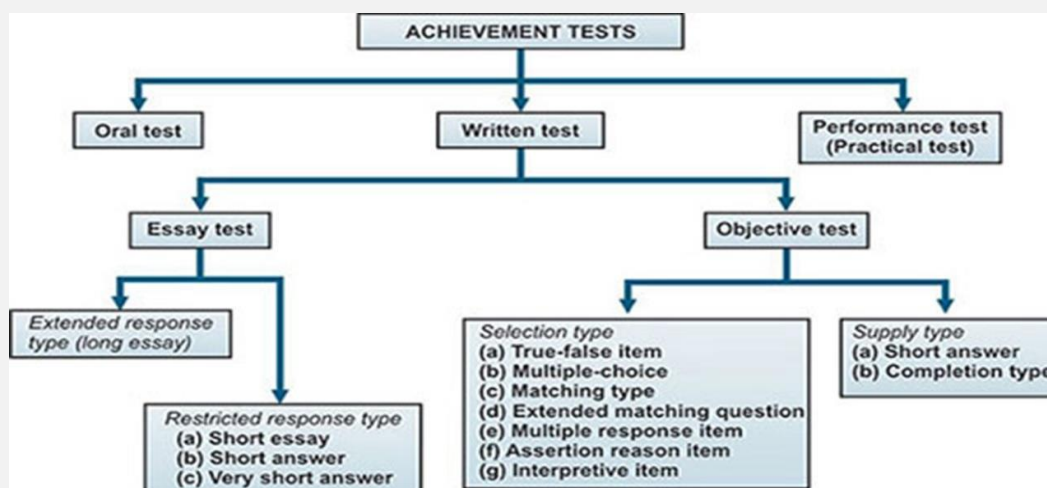 ACHIEVEMENT TESTS
Oral test
Written test
Performance test
(Practical test)
Essay test
Objective test
Extended response
type (long essay)
Restricted response type
(a) Short essay
(b) Short answer
(c) Very short answer
Selection type
(a) True-false item
(b) Multiple-choice
(c) Matching type
(d) Extended matching question
(e) Multiple response item
(f) Assertion reason item
(g) Interpretive item
Supply type
(a) Short answer
(b) Completion type